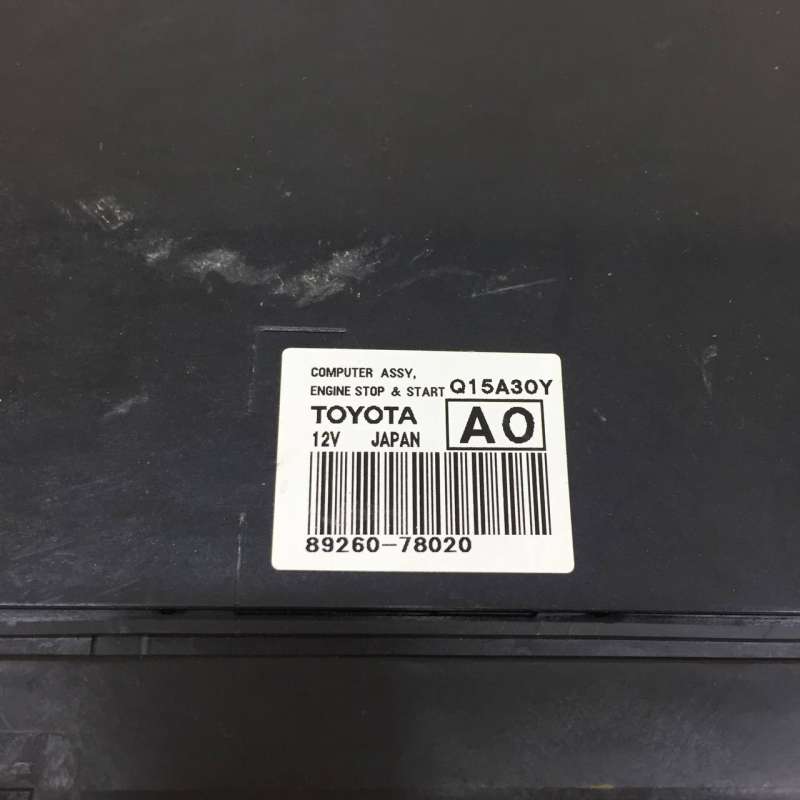 COMPUTER ASSY,
ENGINE STOP & START Q15A30Y
TOYOTA A0
12V JAPAN
89260-78020